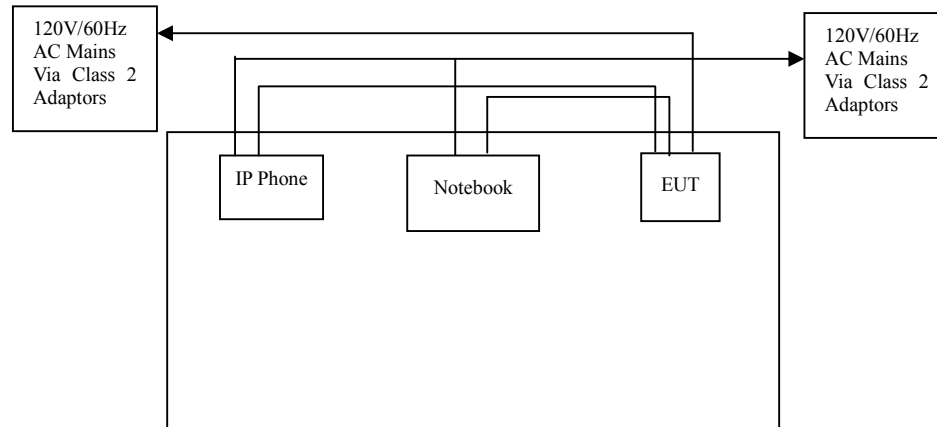 120V/60Hz
AC Mains
Via Class 2
Adaptors
120V/60Hz
AC Mains
Via Class 2
Adaptors
IP Phone
Notebook
EUT